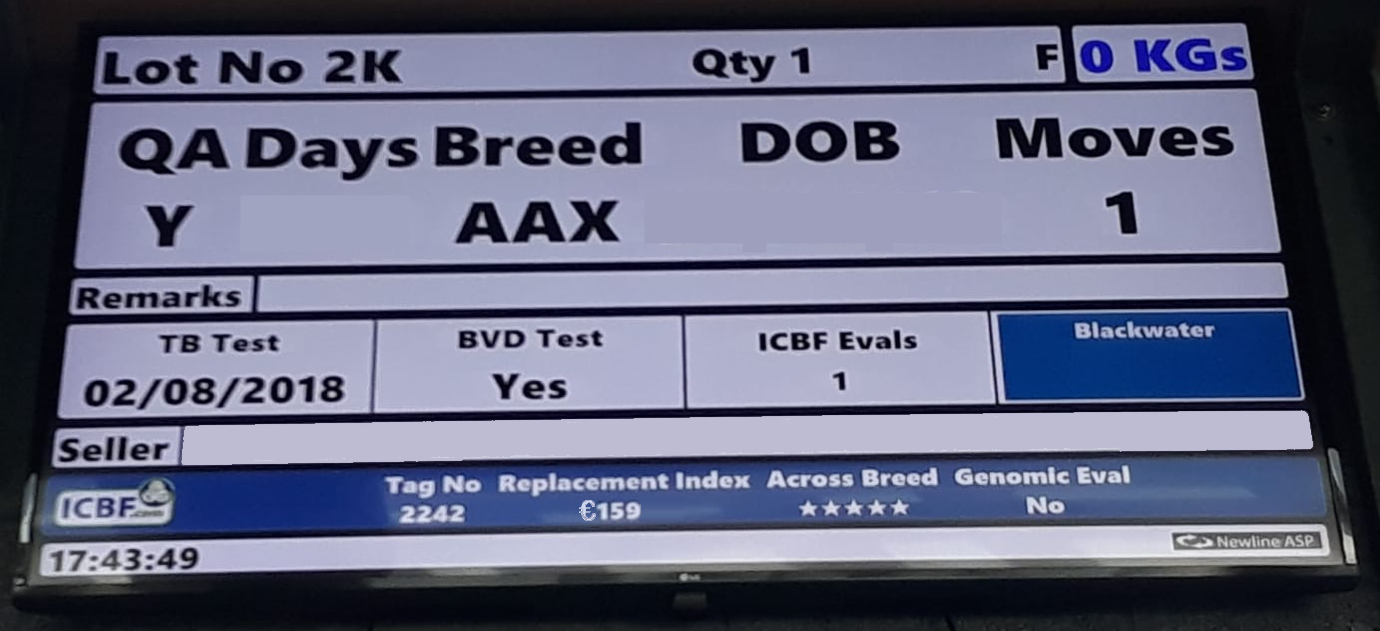 Lot No 2K Qty 1 F 0 KGs
QA Days Breed DOB Moves
Y AAX 1
Remarks
TB Test BVD Test ICBF Evals Blackwater
02/08/2018 Yes 1
Seller
Tag No Replacement Index Across Breed Genomic Eval
ICBF 2242 €159 ★★★★★ No
17:43:49 Newline ASP
LG